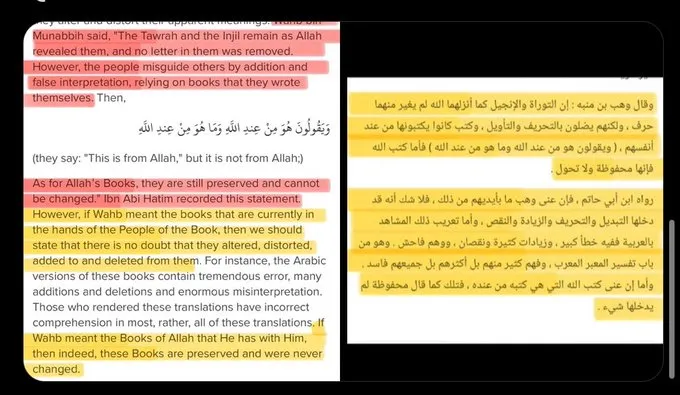 they alter and distort their apparent meanings. Wahb bin
Munabbih said, "The Tawrah and the Injil remain as Allah
revealed them, and no letter in them was removed.
However, the people misguide others by addition and
false interpretation, relying on books that they wrote
themselves. Then,
وَيَقُولُونَ هُوَ مِنْ عِندِ اللَّهِ وَمَا هُوَ مِنْ عِندِ اللَّهِ
(they say: "This is from Allah," but it is not from Allah;)
As for Allah's Books, they are still preserved and cannot
be changed." Ibn Abi Hatim recorded this statement.
However, if Wahb meant the books that are currently in
the hands of the People of the Book, then we should
state that there is no doubt that they altered, distorted,
added to and deleted from them. For instance, the Arabic
versions of these books contain tremendous error, many
additions and deletions and enormous misinterpretation.
Those who rendered these translations have incorrect
comprehension in most, rather, all of these translations. If
Wahb meant the Books of Allah that He has with Him,
then indeed, these Books are preserved and were never
changed.
وقال وهب بن منبه : إن التوراة والإنجيل كما أنزلهما الله لم يغير منهما
حرف ، ولكنهم يضلون بالتحريف والتأويل ، وكتب كانوا يكتبونها من عند
أنفسهم ، ( ويقولون هو من عند الله وما هو من عند الله ) فأما كتب الله
فإنها محفوظة ولا تحول .
رواه ابن أبي حاتم ، فإن عنى وهب ما بأيديهم من ذلك ، فلا شك أنه قد
دخلها التبديل والتحريف والزيادة والنقص ، وأما تعريب ذلك المشاهد
بالعربية ففيه خطأ كبير ، وزيادات كثيرة ونقصان ، ووهم فاحش . وهو من
باب تفسير المعبر المعرب ، وفهم كثير منهم بل أكثرهم بل جميعهم فاسد .
وأما إن عنى كتب الله التي هي كتبه من عنده ، فتلك كما قال محفوظة لم
يدخلها شيء .